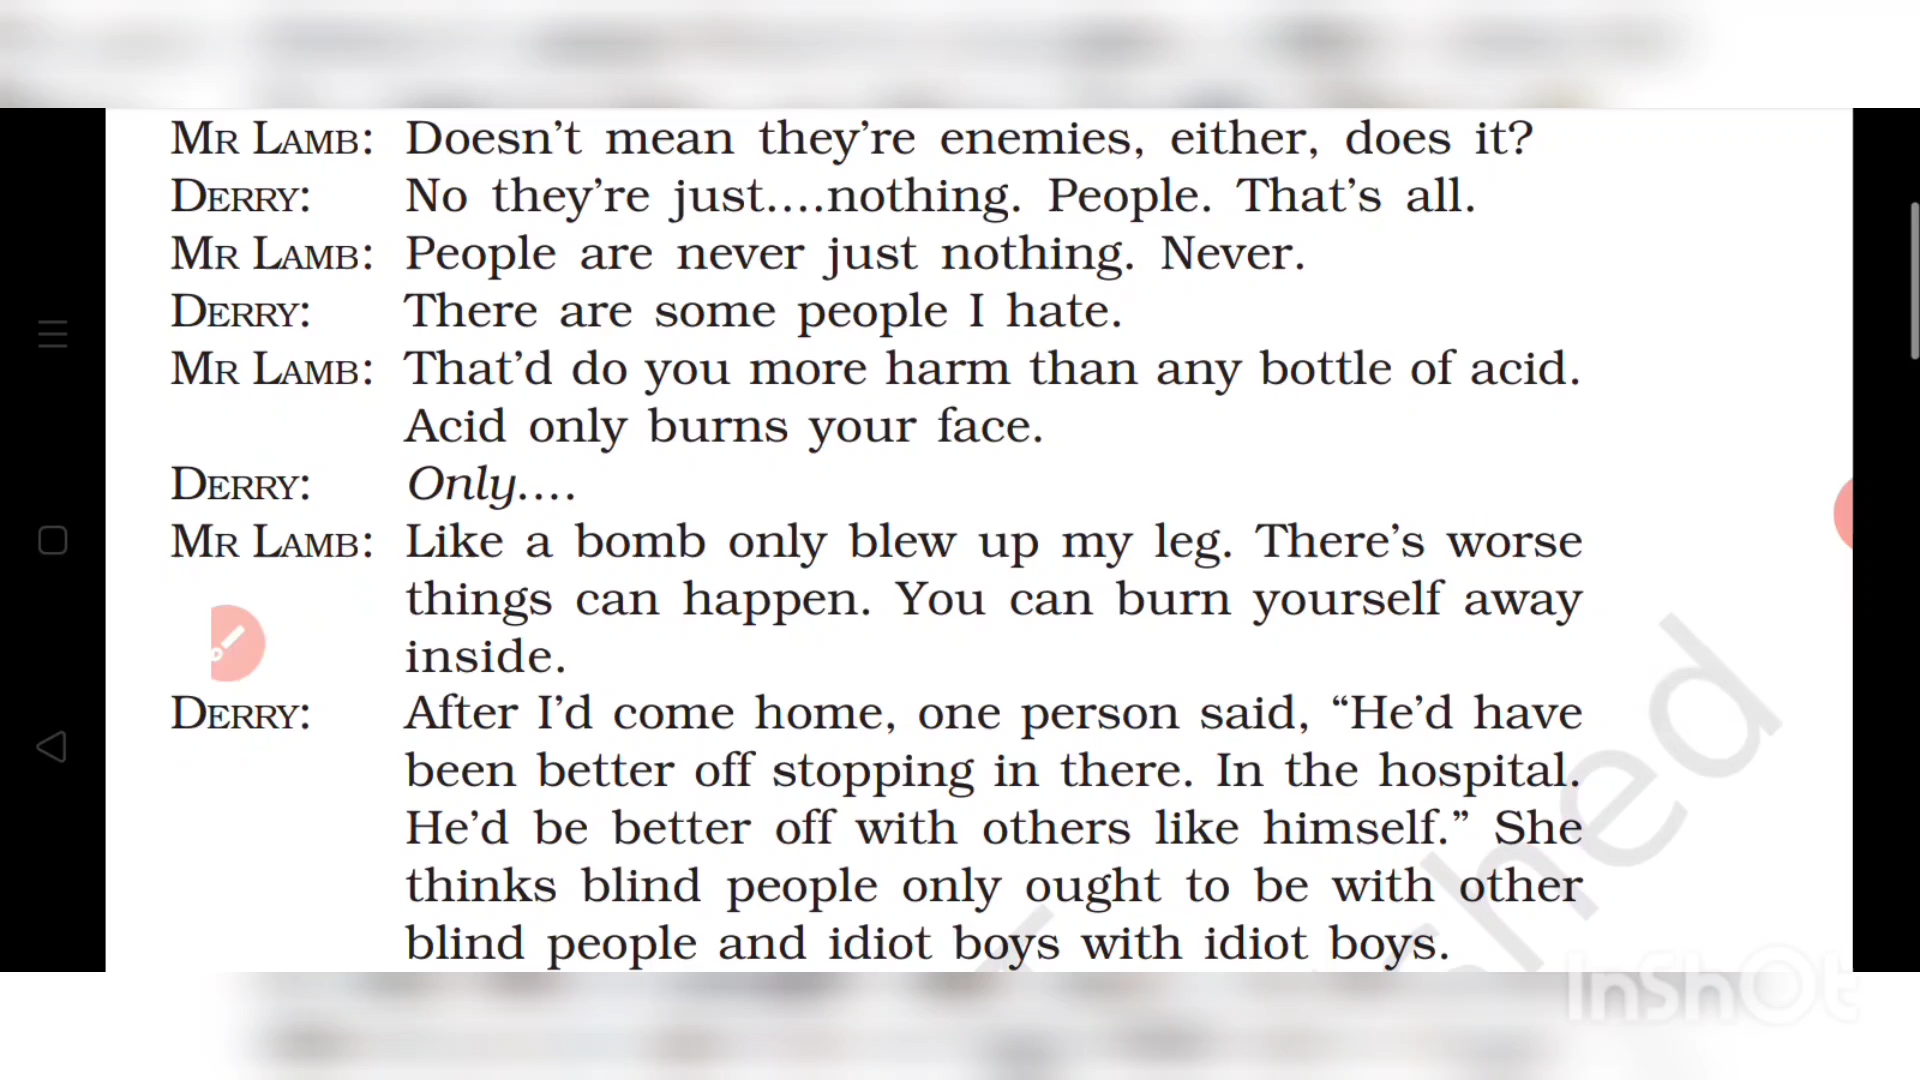 MR LAMB: Doesn't mean they're enemies, either, does it?
DERRY: No they're just....nothing. People. That's all.
MR LAMB: People are never just nothing. Never.
DERRY: There are some people I hate.
MR LAMB: That'd do you more harm than any bottle of acid.
Acid only burns your face.
DERRY: Only....
MR LAMB: Like a bomb only blew up my leg. There's worse
things can happen. You can burn yourself away
inside.
DERRY: After I'd come home, one person said, “He'd have
been better off stopping in there. In the hospital.
He'd be better off with others like himself.” She
thinks blind people only ought to be with other
blind people and idiot boys with idiot boys.
shed
InShOt